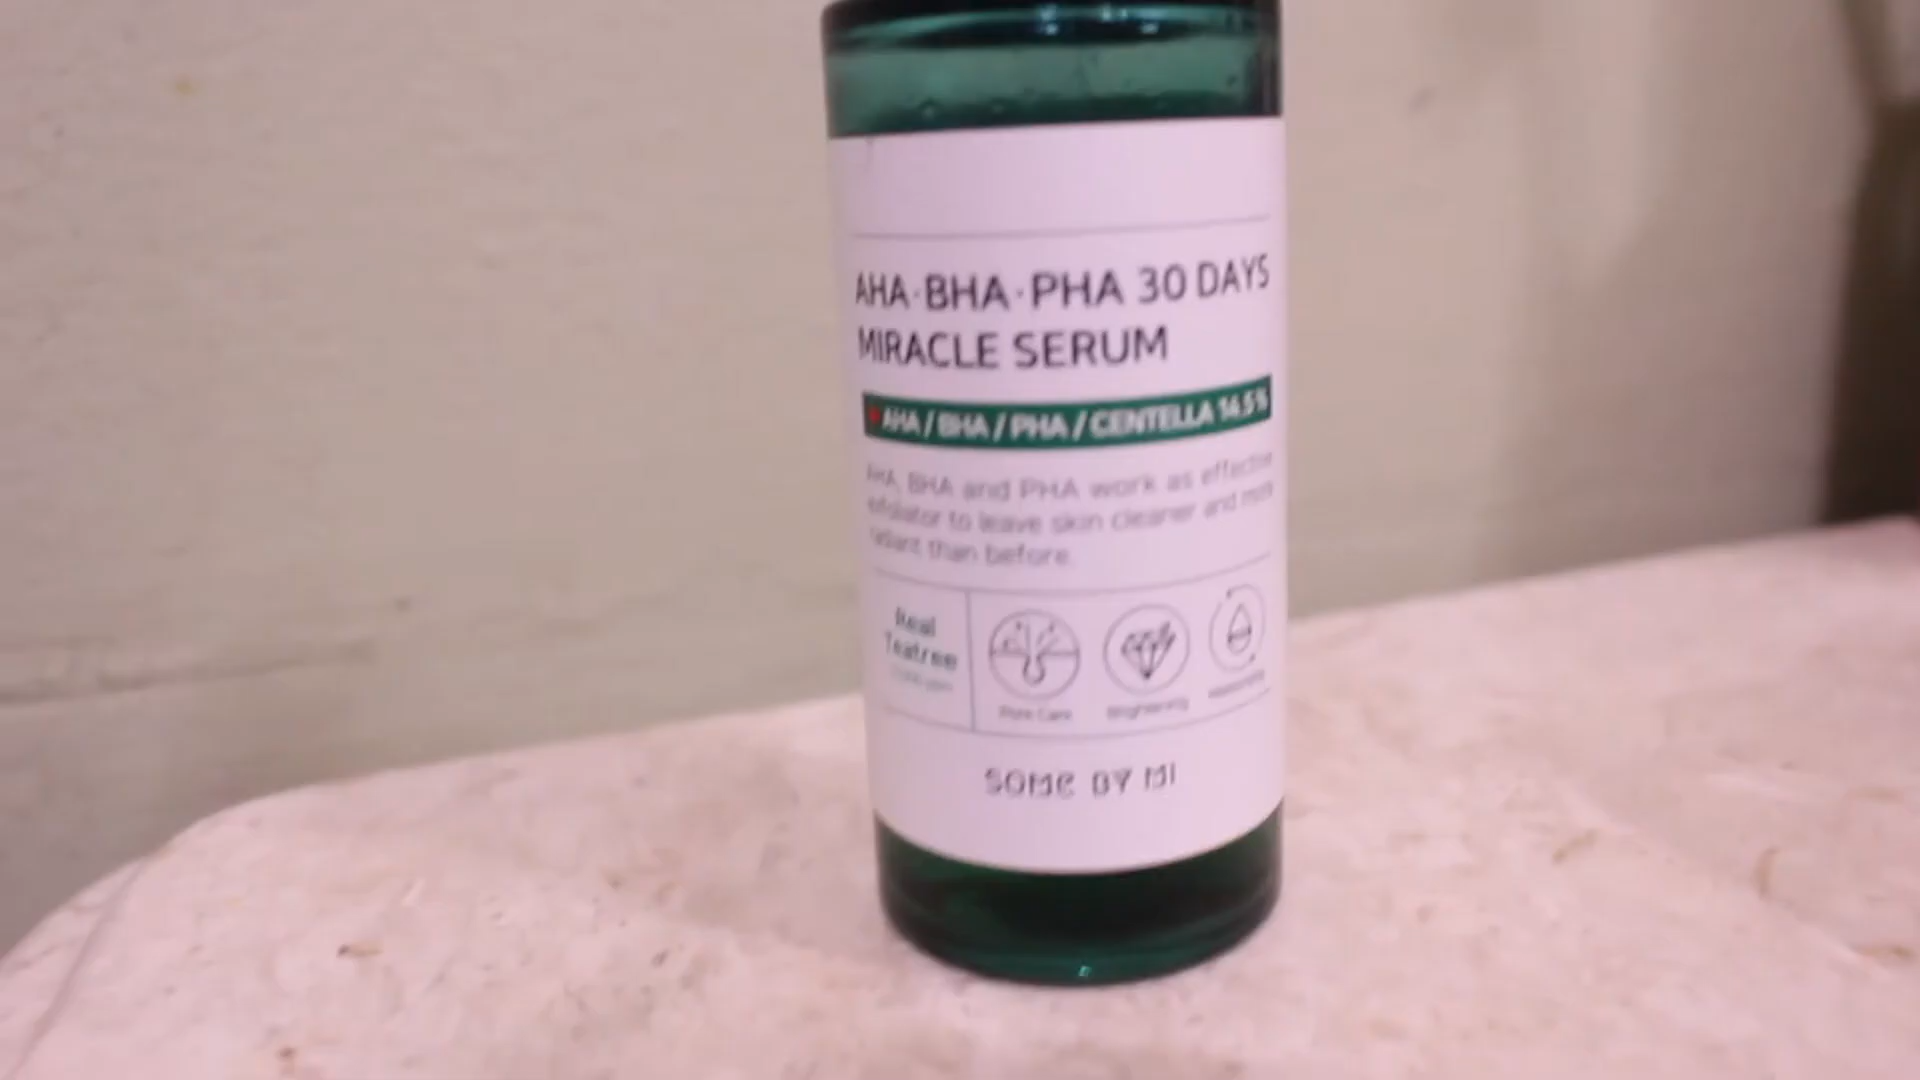 AHA·BHA·PHA 30 DAYS
MIRACLE SERUM
AHA / BHA / PHA / CENTELLA 14.5%
AHA, BHA and PHA work as effective
exfoliator to leave skin cleaner and more
radiant than before.
Real
Teatree
Pore Care
Brightening
SOME BY MI